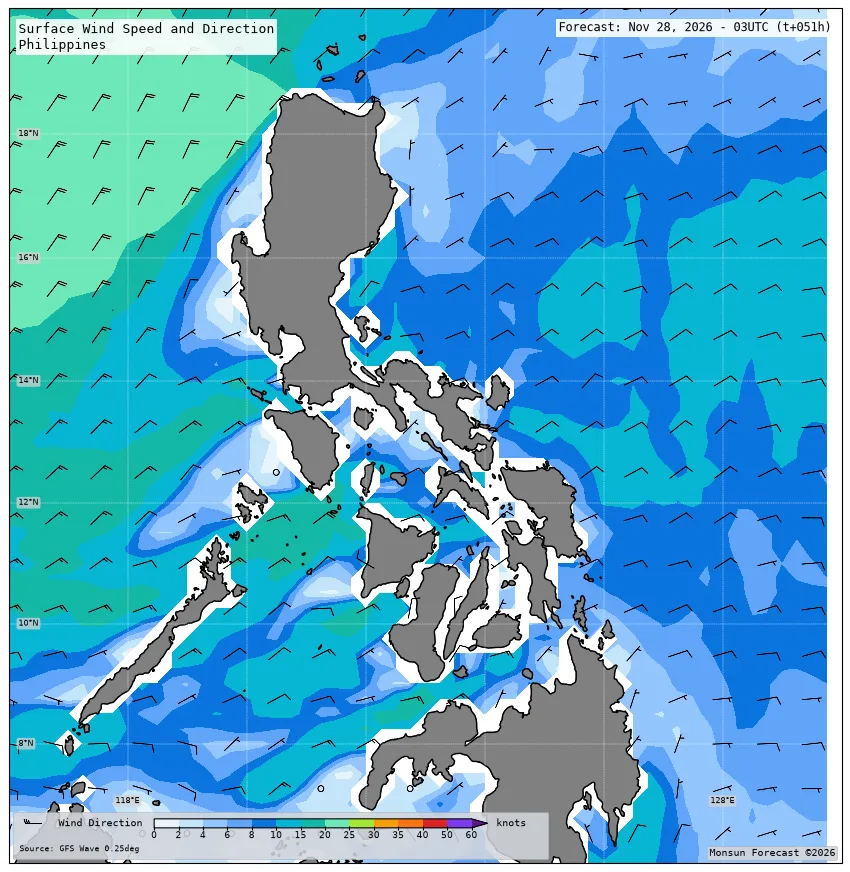 Surface Wind Speed and Direction
Philippines
Forecast: Nov 28, 2026 - 03UTC (t+051h)
18°N
16°N
14°N
12°N
10°N
8°N
118°E
128°E
Wind Direction
knots
0 2 4 6 8 10 15 20 25 30 35 40 50 60
Source: GFS Wave 0.25deg
Monsun Forecast ©2026